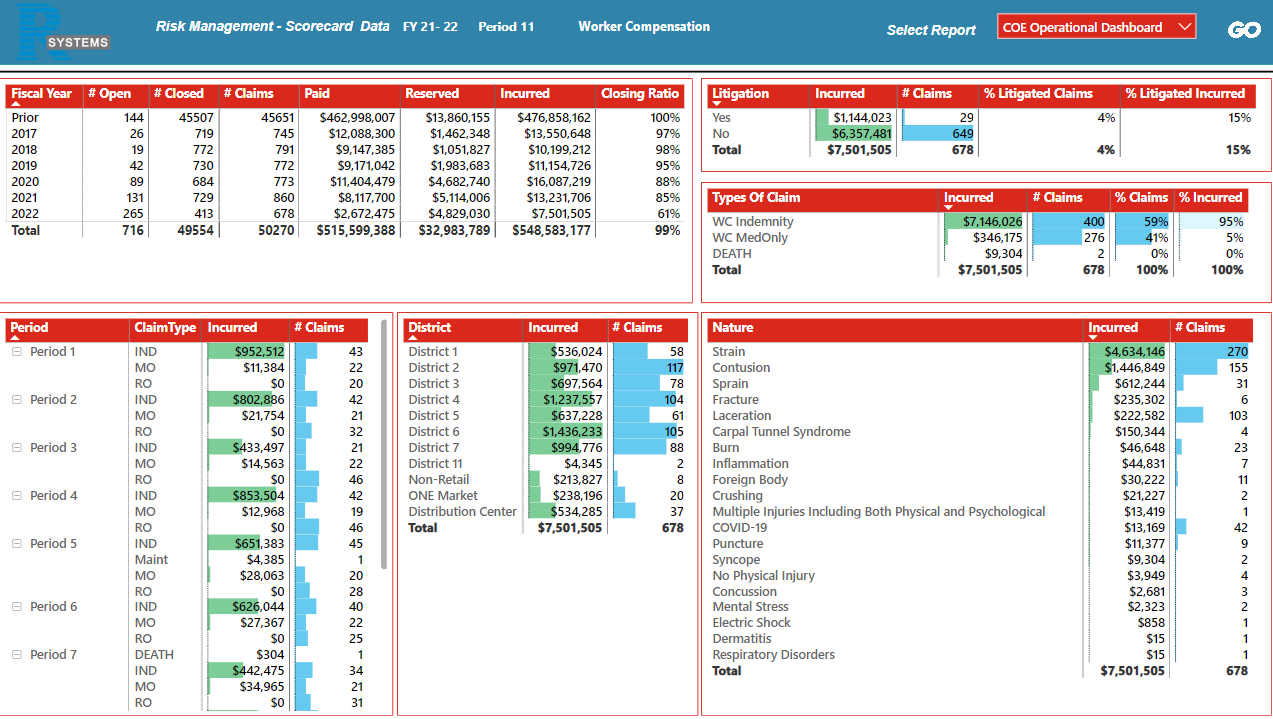 R
SYSTEMS
Risk Management - Scorecard Data FY 21- 22 Period 11 Worker Compensation
Select Report COE Operational Dashboard GO
Fiscal Year # Open # Closed # Claims Paid Reserved Incurred Closing Ratio
Prior 144 45507 45651 $462,998,007 $13,860,155 $476,858,162 100%
2017 26 719 745 $12,088,300 $1,462,348 $13,550,648 97%
2018 19 772 791 $9,147,385 $1,051,827 $10,199,212 98%
2019 42 730 772 $9,171,042 $1,983,683 $11,154,726 95%
2020 89 684 773 $11,404,479 $4,682,740 $16,087,219 88%
2021 131 729 860 $8,117,700 $5,114,006 $13,231,706 85%
2022 265 413 678 $2,672,475 $4,829,030 $7,501,505 61%
Total 716 49554 50270 $515,599,388 $32,983,789 $548,583,177 99%
Litigation Incurred # Claims % Litigated Claims % Litigated Incurred
Yes $1,144,023 29 4% 15%
No $6,357,481 649
Total $7,501,505 678 4% 15%
Types Of Claim Incurred # Claims % Claims % Incurred
WC Indemnity $7,146,026 400 59% 95%
WC MedOnly $346,175 276 41% 5%
DEATH $9,304 2 0% 0%
Total $7,501,505 678 100% 100%
Period ClaimType Incurred # Claims
Period 1 IND $952,512 43
MO $11,384 22
RO $0 20
Period 2 IND $802,886 42
MO $21,754 21
RO $0 32
Period 3 IND $433,497 21
MO $14,563 22
RO $0 46
Period 4 IND $853,504 42
MO $12,968 19
RO $0 46
Period 5 IND $651,383 45
Maint $4,385 1
MO $28,063 20
RO $0 28
Period 6 IND $626,044 40
MO $27,367 22
RO $0 25
Period 7 DEATH $304 1
IND $442,475 34
MO $34,965 21
RO $0 31
District Incurred # Claims
District 1 $536,024 58
District 2 $971,470 117
District 3 $697,564 78
District 4 $1,237,557 104
District 5 $637,228 61
District 6 $1,436,233 105
District 7 $994,776 88
District 11 $4,345 2
Non-Retail $213,827 8
ONE Market $238,196 20
Distribution Center $534,285 37
Total $7,501,505 678
Nature Incurred # Claims
Strain $4,634,146 270
Contusion $1,446,849 155
Sprain $612,244 31
Fracture $235,302 6
Laceration $222,582 103
Carpal Tunnel Syndrome $150,344 4
Burn $46,648 23
Inflammation $44,831 7
Foreign Body $30,222 11
Crushing $21,227 2
Multiple Injuries Including Both Physical and Psychological $13,419 1
COVID-19 $13,169 42
Puncture $11,377 9
Syncope $9,304 2
No Physical Injury $3,949 4
Concussion $2,681 3
Mental Stress $2,323 2
Electric Shock $858 1
Dermatitis $15 1
Respiratory Disorders $15 1
Total $7,501,505 678